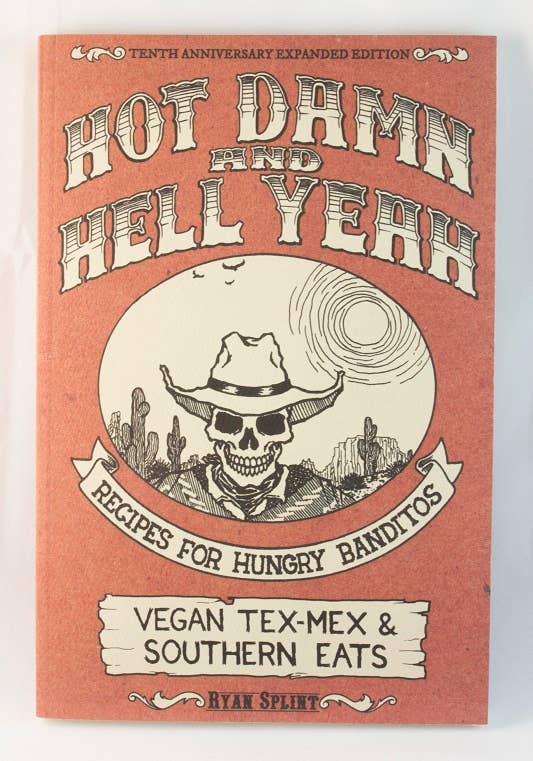 TENTH ANNIVERSARY EXPANDED EDITION
HOT DAMN
AND
HELL YEAH
RECIPES FOR HUNGRY BANDITOS
VEGAN TEX-MEX &
SOUTHERN EATS
RYAN SPLINT